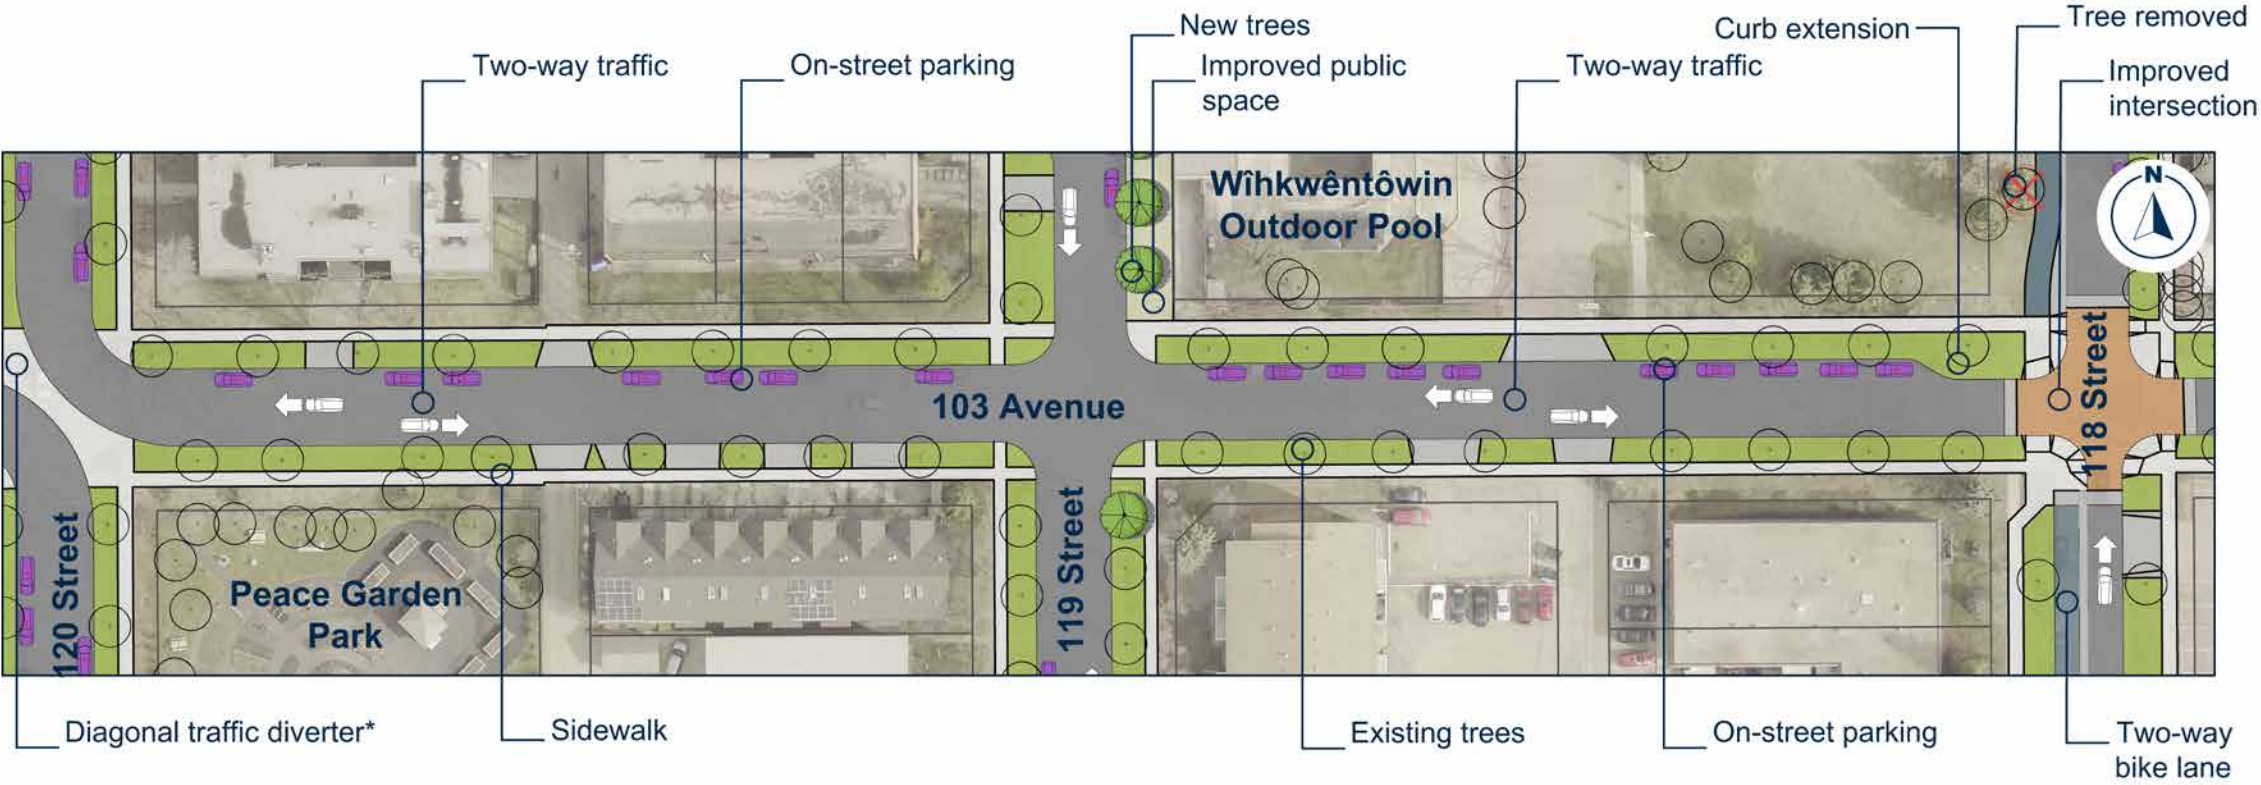 New trees
Tree removed
Curb extension
Two-way traffic
On-street parking
Improved public
space
Two-way traffic
Improved
intersection
N
Wîhkwêntôwin
Outdoor Pool
103 Avenue
118 Street
119 Street
120 Street
Peace Garden
Park
Diagonal traffic diverter*
Sidewalk
Existing trees
On-street parking
Two-way
bike lane